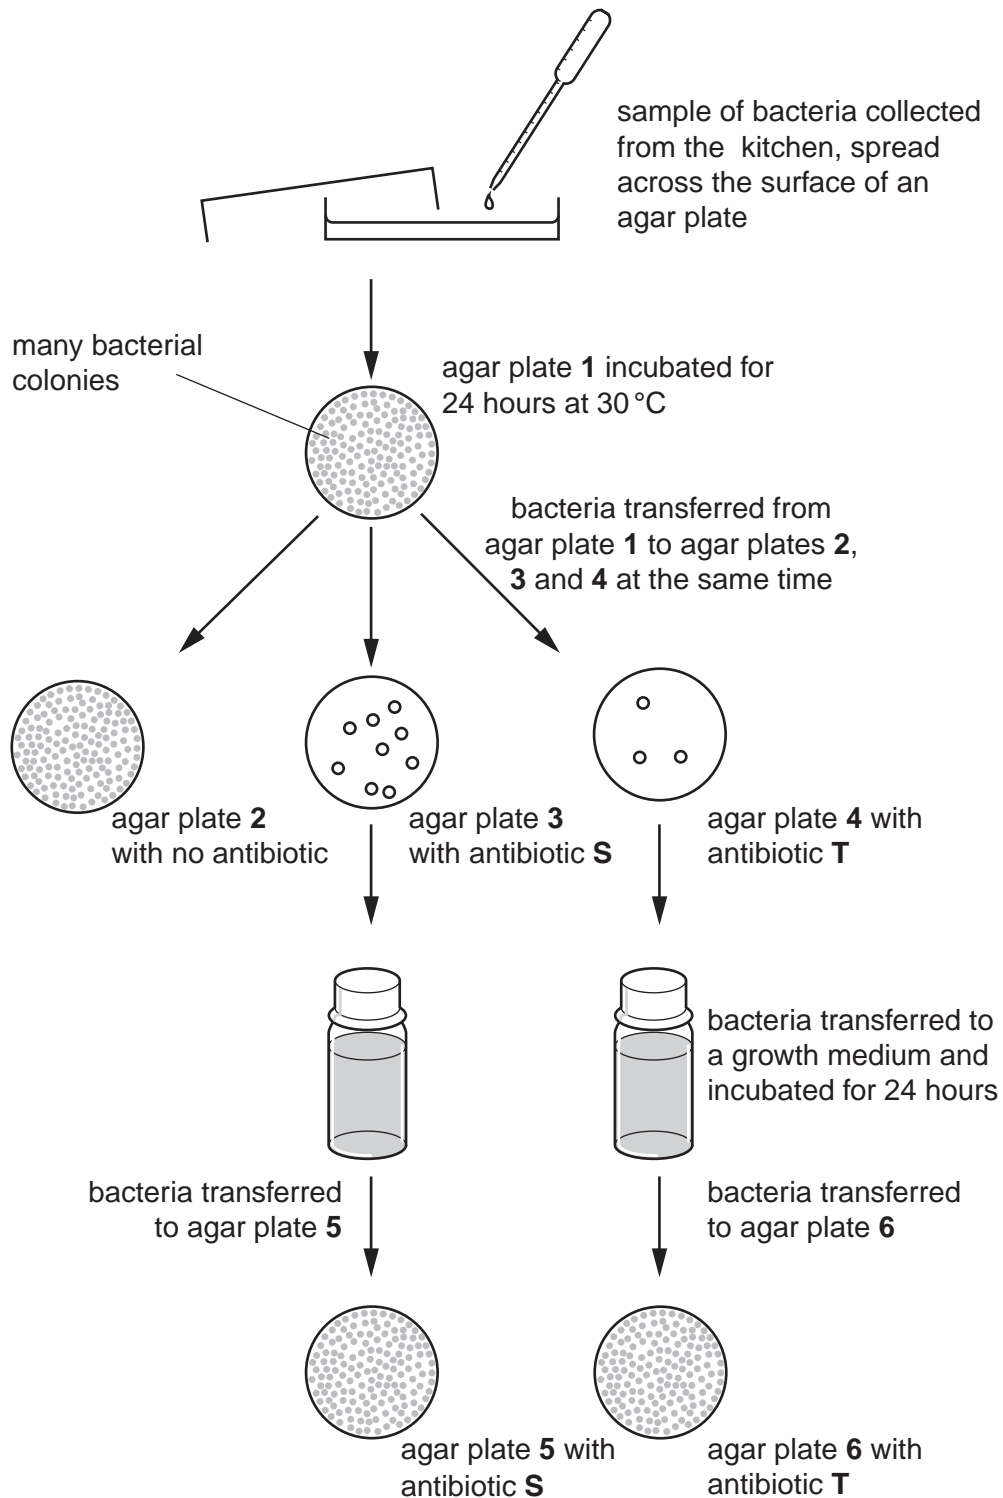 sample of bacteria collected
from the kitchen, spread
across the surface of an
agar plate
many bacterial
colonies
agar plate 1 incubated for
24 hours at 30 °C
bacteria transferred from
agar plate 1 to agar plates 2,
3 and 4 at the same time
agar plate 2
with no antibiotic
agar plate 3
with antibiotic S
agar plate 4 with
antibiotic T
bacteria transferred to
a growth medium and
incubated for 24 hours
bacteria transferred
to agar plate 5
bacteria transferred
to agar plate 6
agar plate 5 with
antibiotic S
agar plate 6 with
antibiotic T